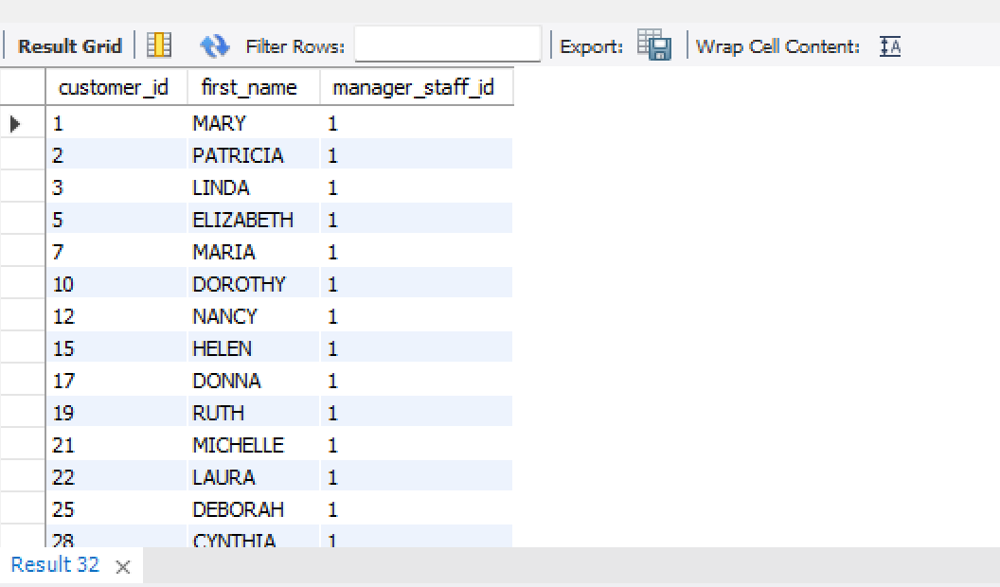 Result Grid Filter Rows: Export: Wrap Cell Content: IA
customer_id first_name manager_staff_id
1 MARY 1
2 PATRICIA 1
3 LINDA 1
5 ELIZABETH 1
7 MARIA 1
10 DOROTHY 1
12 NANCY 1
15 HELEN 1
17 DONNA 1
19 RUTH 1
21 MICHELLE 1
22 LAURA 1
25 DEBORAH 1
28 CYNTHIA 1
Result 32